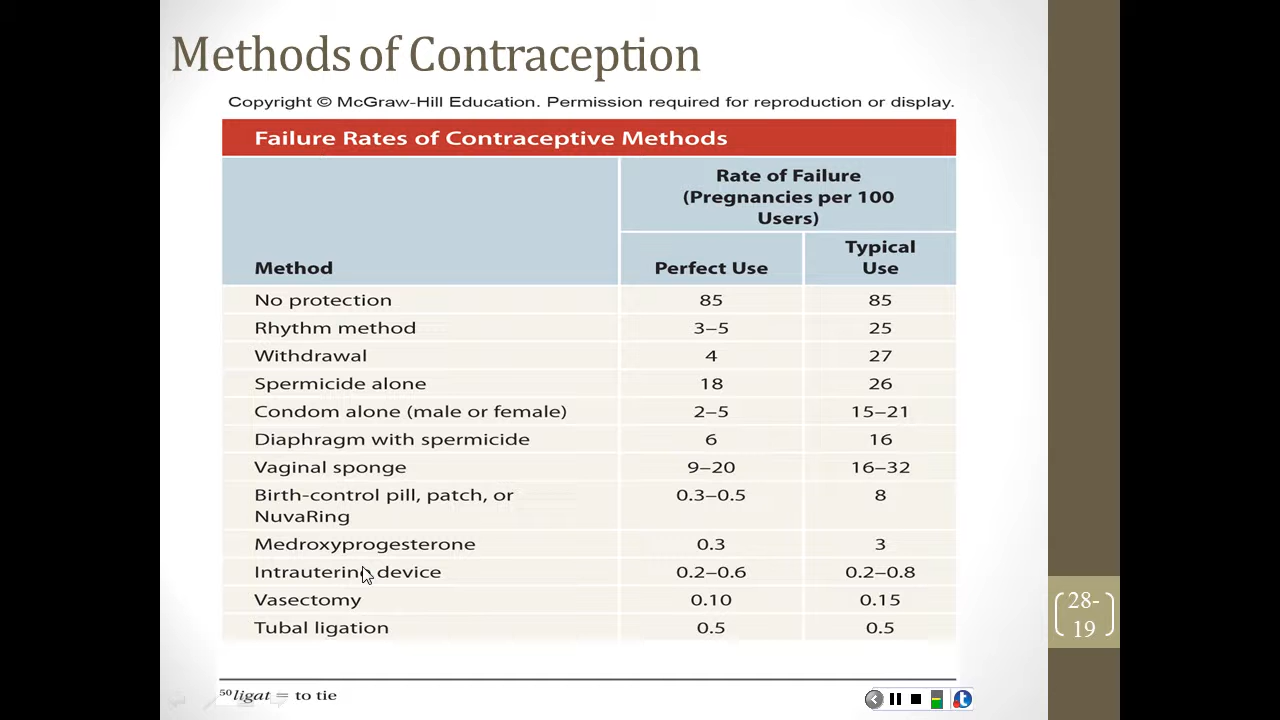 Methods of Contraception
Copyright © McGraw-Hill Education. Permission required for reproduction or display.
Failure Rates of Contraceptive Methods
Rate of Failure
(Pregnancies per 100
Users)
Method Perfect Use Typical
Use
No protection 85 85
Rhythm method 3–5 25
Withdrawal 4 27
Spermicide alone 18 26
Condom alone (male or female) 2–5 15–21
Diaphragm with spermicide 6 16
Vaginal sponge 9–20 16–32
Birth-control pill, patch, or 0.3–0.5 8
NuvaRing
Medroxyprogesterone 0.3 3
Intrauterine device 0.2–0.6 0.2–0.8
Vasectomy 0.10 0.15
Tubal ligation 0.5 0.5
28-
19
50ligat = to tie
t